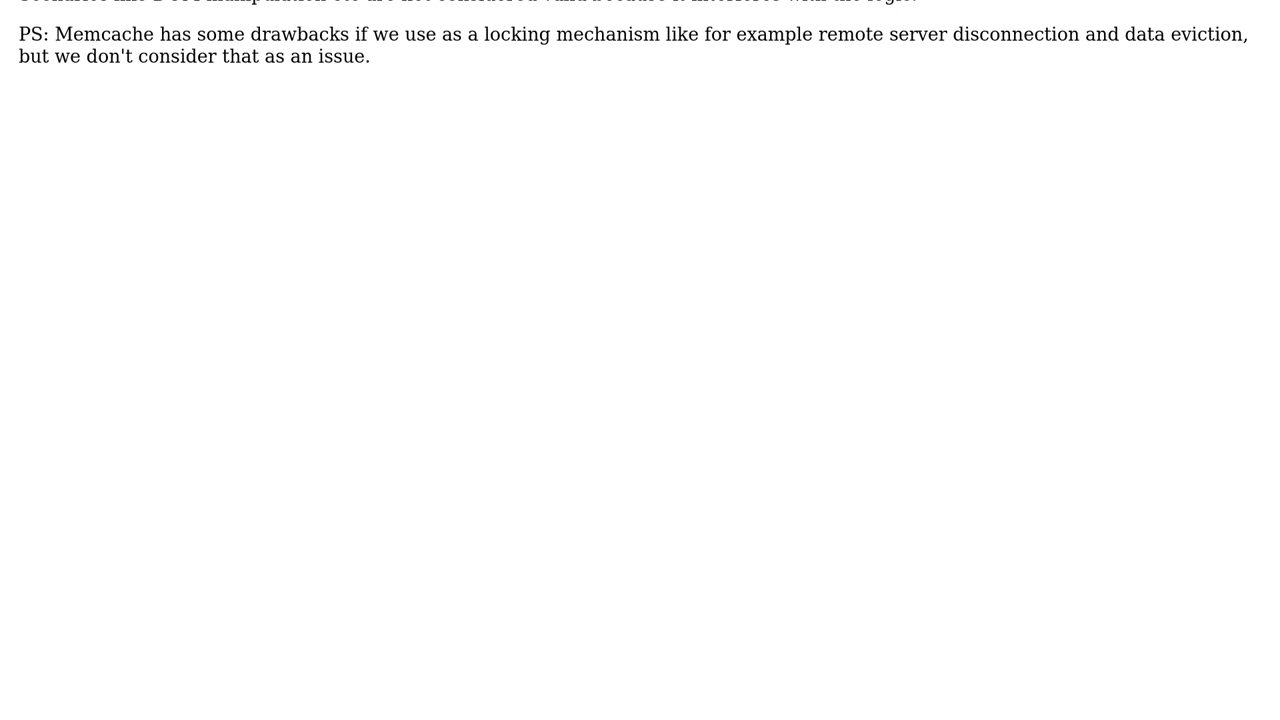 PS: Memcache has some drawbacks if we use as a locking mechanism like for example remote server disconnection and data eviction,
but we don't consider that as an issue.